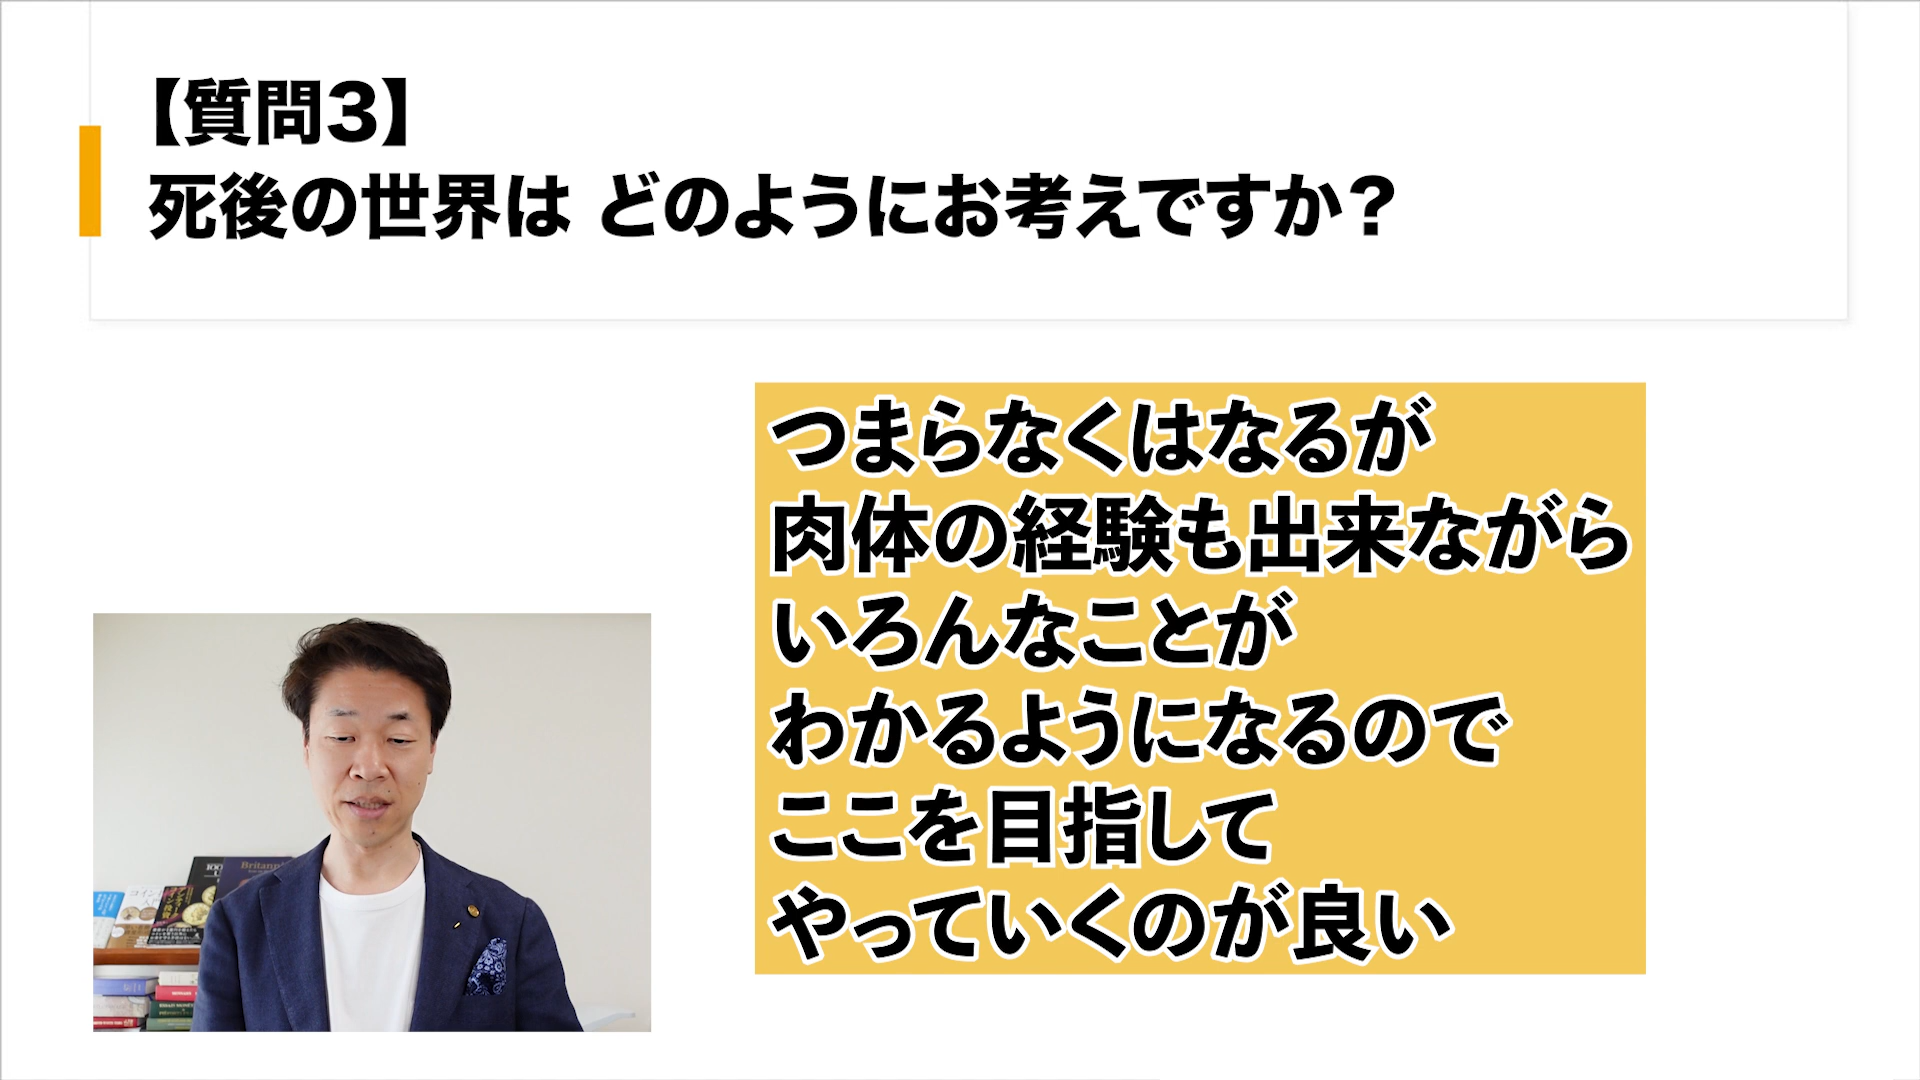 【質問3】
死後の世界は どのようにお考えですか？
つまらなくはなるが
肉体の経験も出来ながら
いろんなことが
わかるようになるので
ここを目指して
やっていくのが良い